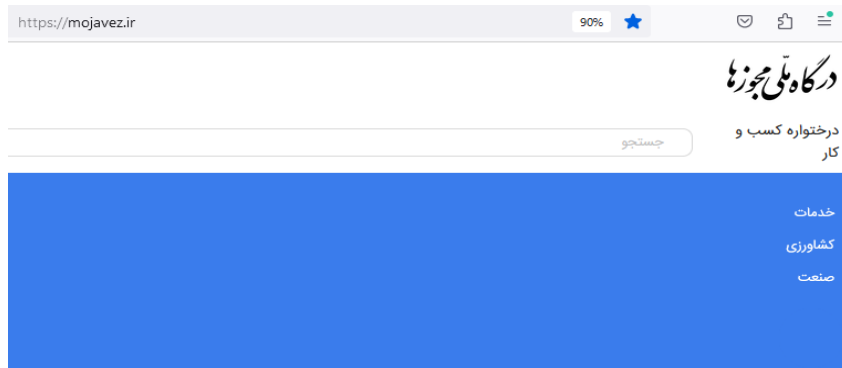 https://mojavez.ir
90%
درگاه ملّی مجوزها
درختواره کسب و
کار
جستجو
خدمات
کشاورزی
صنعت